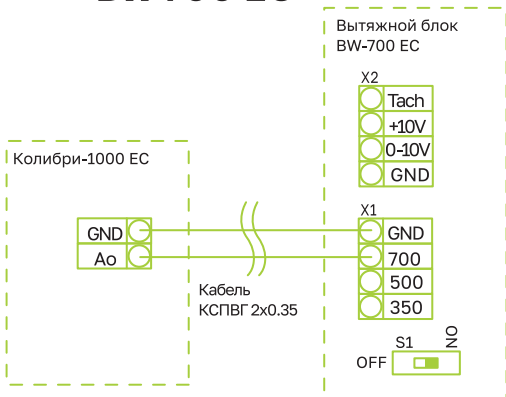 Вытяжной блок
BW-700 EC
X2
Tach
+10V
0-10V
GND
Колибри-1000 EC
GND
Ao
Кабель
КСПВГ 2x0.35
X1
GND
700
500
350
S1
ON
OFF